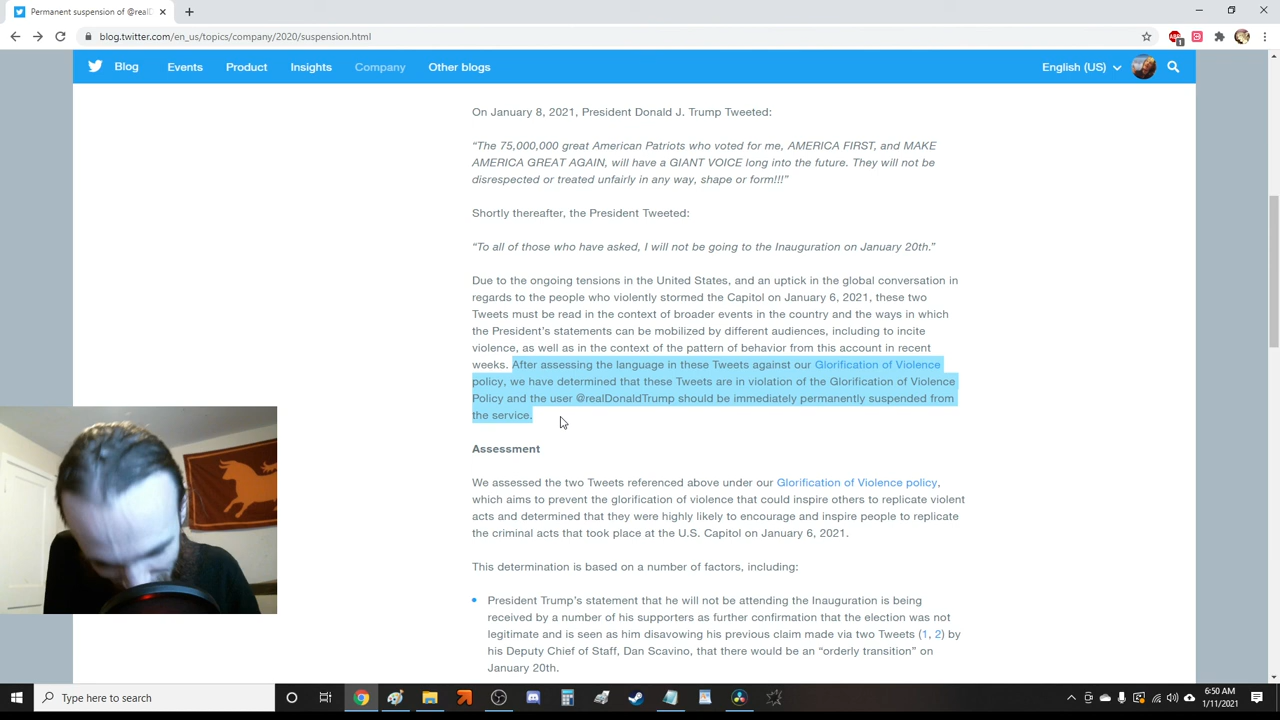 Permanent suspension of @realD
blog.twitter.com/en_us/topics/company/2020/suspension.html
Blog Events Product Insights Company Other blogs English (US)
On January 8, 2021, President Donald J. Trump Tweeted:
“The 75,000,000 great American Patriots who voted for me, AMERICA FIRST, and MAKE
AMERICA GREAT AGAIN, will have a GIANT VOICE long into the future. They will not be
disrespected or treated unfairly in any way, shape or form!!!”
Shortly thereafter, the President Tweeted:
“To all of those who have asked, I will not be going to the Inauguration on January 20th.”
Due to the ongoing tensions in the United States, and an uptick in the global conversation in
regards to the people who violently stormed the Capitol on January 6, 2021, these two
Tweets must be read in the context of broader events in the country and the ways in which
the President’s statements can be mobilized by different audiences, including to incite
violence, as well as in the context of the pattern of behavior from this account in recent
weeks. After assessing the language in these Tweets against our Glorification of Violence
policy, we have determined that these Tweets are in violation of the Glorification of Violence
Policy and the user @realDonaldTrump should be immediately permanently suspended from
the service.
Assessment
We assessed the two Tweets referenced above under our Glorification of Violence policy,
which aims to prevent the glorification of violence that could inspire others to replicate violent
acts and determined that they were highly likely to encourage and inspire people to replicate
the criminal acts that took place at the U.S. Capitol on January 6, 2021.
This determination is based on a number of factors, including:
President Trump’s statement that he will not be attending the Inauguration is being
received by a number of his supporters as further confirmation that the election was not
legitimate and is seen as him disavowing his previous claim made via two Tweets (1, 2) by
his Deputy Chief of Staff, Dan Scavino, that there would be an “orderly transition” on
January 20th.
Type here to search
6:50 AM
1/11/2021